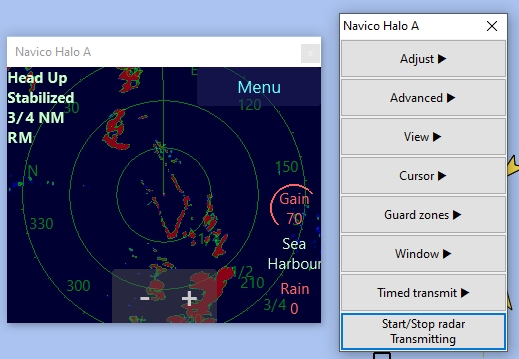 Navico Halo A
Head Up
Stabilized
3/4 NM
RM
Menu
E
30
120
N
150
330
Gain
70
Sea
Harbour
300
1/2
210
3/4
Rain
0
- +
Navico Halo A
Adjust ▶
Advanced ▶
View ▶
Cursor ▶
Guard zones ▶
Window ▶
Timed transmit ▶
Start/Stop radar
Transmitting